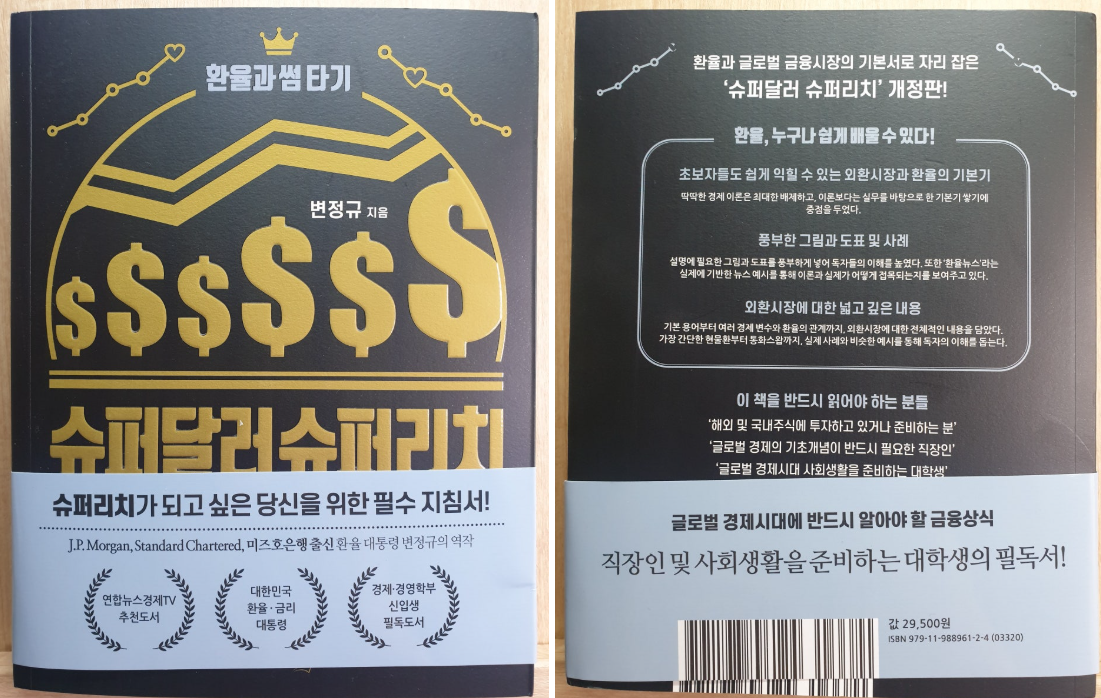 환율과 썸 타기
변정규 지음
$ $ $ $ $ $
슈퍼달러 슈퍼리치
슈퍼리치가 되고 싶은 당신을 위한 필수 지침서!
J.P. Morgan, Standard Chartered, 미즈호은행 출신 환율 대통령 변정규의 역작
연합뉴스경제TV
추천도서
대한민국
환율·금리
대통령
경제·경영학부
신입생
필독도서
환율과 글로벌 금융시장의 기본서로 자리 잡은
‘슈퍼달러 슈퍼리치’ 개정판!
환율, 누구나 쉽게 배울 수 있다!
초보자들도 쉽게 익힐 수 있는 외환시장과 환율의 기본기
딱딱한 경제 이론은 최대한 배제하고, 이론보다는 실무를 바탕으로 한 기본기 쌓기에
중점을 두었다.
풍부한 그림과 도표 및 사례
설명에 필요한 그림과 도표를 풍부하게 넣어 독자들의 이해를 높였다. 또한 ‘환율뉴스’라는
실제에 기반한 뉴스 예시를 통해 이론과 실제가 어떻게 접목되는지를 보여주고 있다.
외환시장에 대한 넓고 깊은 내용
기본 용어부터 여러 경제 변수와 환율의 관계까지, 외환시장에 대한 전체적인 내용을 담았다.
가장 간단한 현물환부터 통화스왑까지, 실제 사례와 비슷한 예시를 통해 독자의 이해를 돕는다.
이 책을 반드시 읽어야 하는 분들
‘해외 및 국내주식에 투자하고 있거나 준비하는 분’
‘글로벌 경제의 기초개념이 반드시 필요한 직장인’
‘글로벌 경제시대 사회생활을 준비하는 대학생’
글로벌 경제시대에 반드시 알아야 할 금융상식
직장인 및 사회생활을 준비하는 대학생의 필독서!
값 29,500원
ISBN 979-11-988961-2-4 (03320)